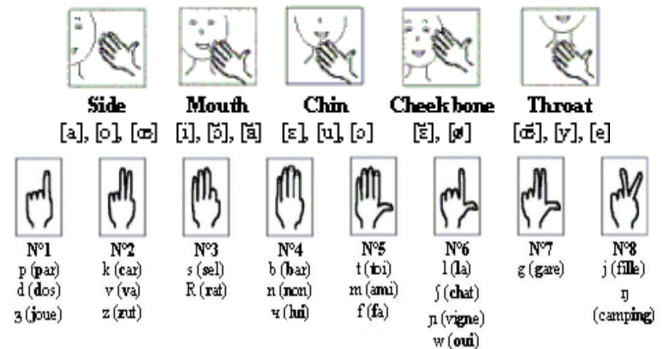 Side Mouth Chin Cheek bone Throat
[a], [o], [œ] [i], [ɔ̃], [ɑ̃] [ɛ], [u], [ɔ] [ɛ̃], [ø] [œ̃], [y], [e]
N°1 N°2 N°3 N°4 N°5 N°6 N°7 N°8
p (par) k (car) s (sel) b (bar) t (toi) l (la) g (gare) j (fille)
d (dos) v (va) R (rat) n (non) m (ami) ʃ (chat) ŋ
ʒ (joue) z (zut) ɥ (lui) f (fa) ɲ (vigne) (camping)
w (oui)